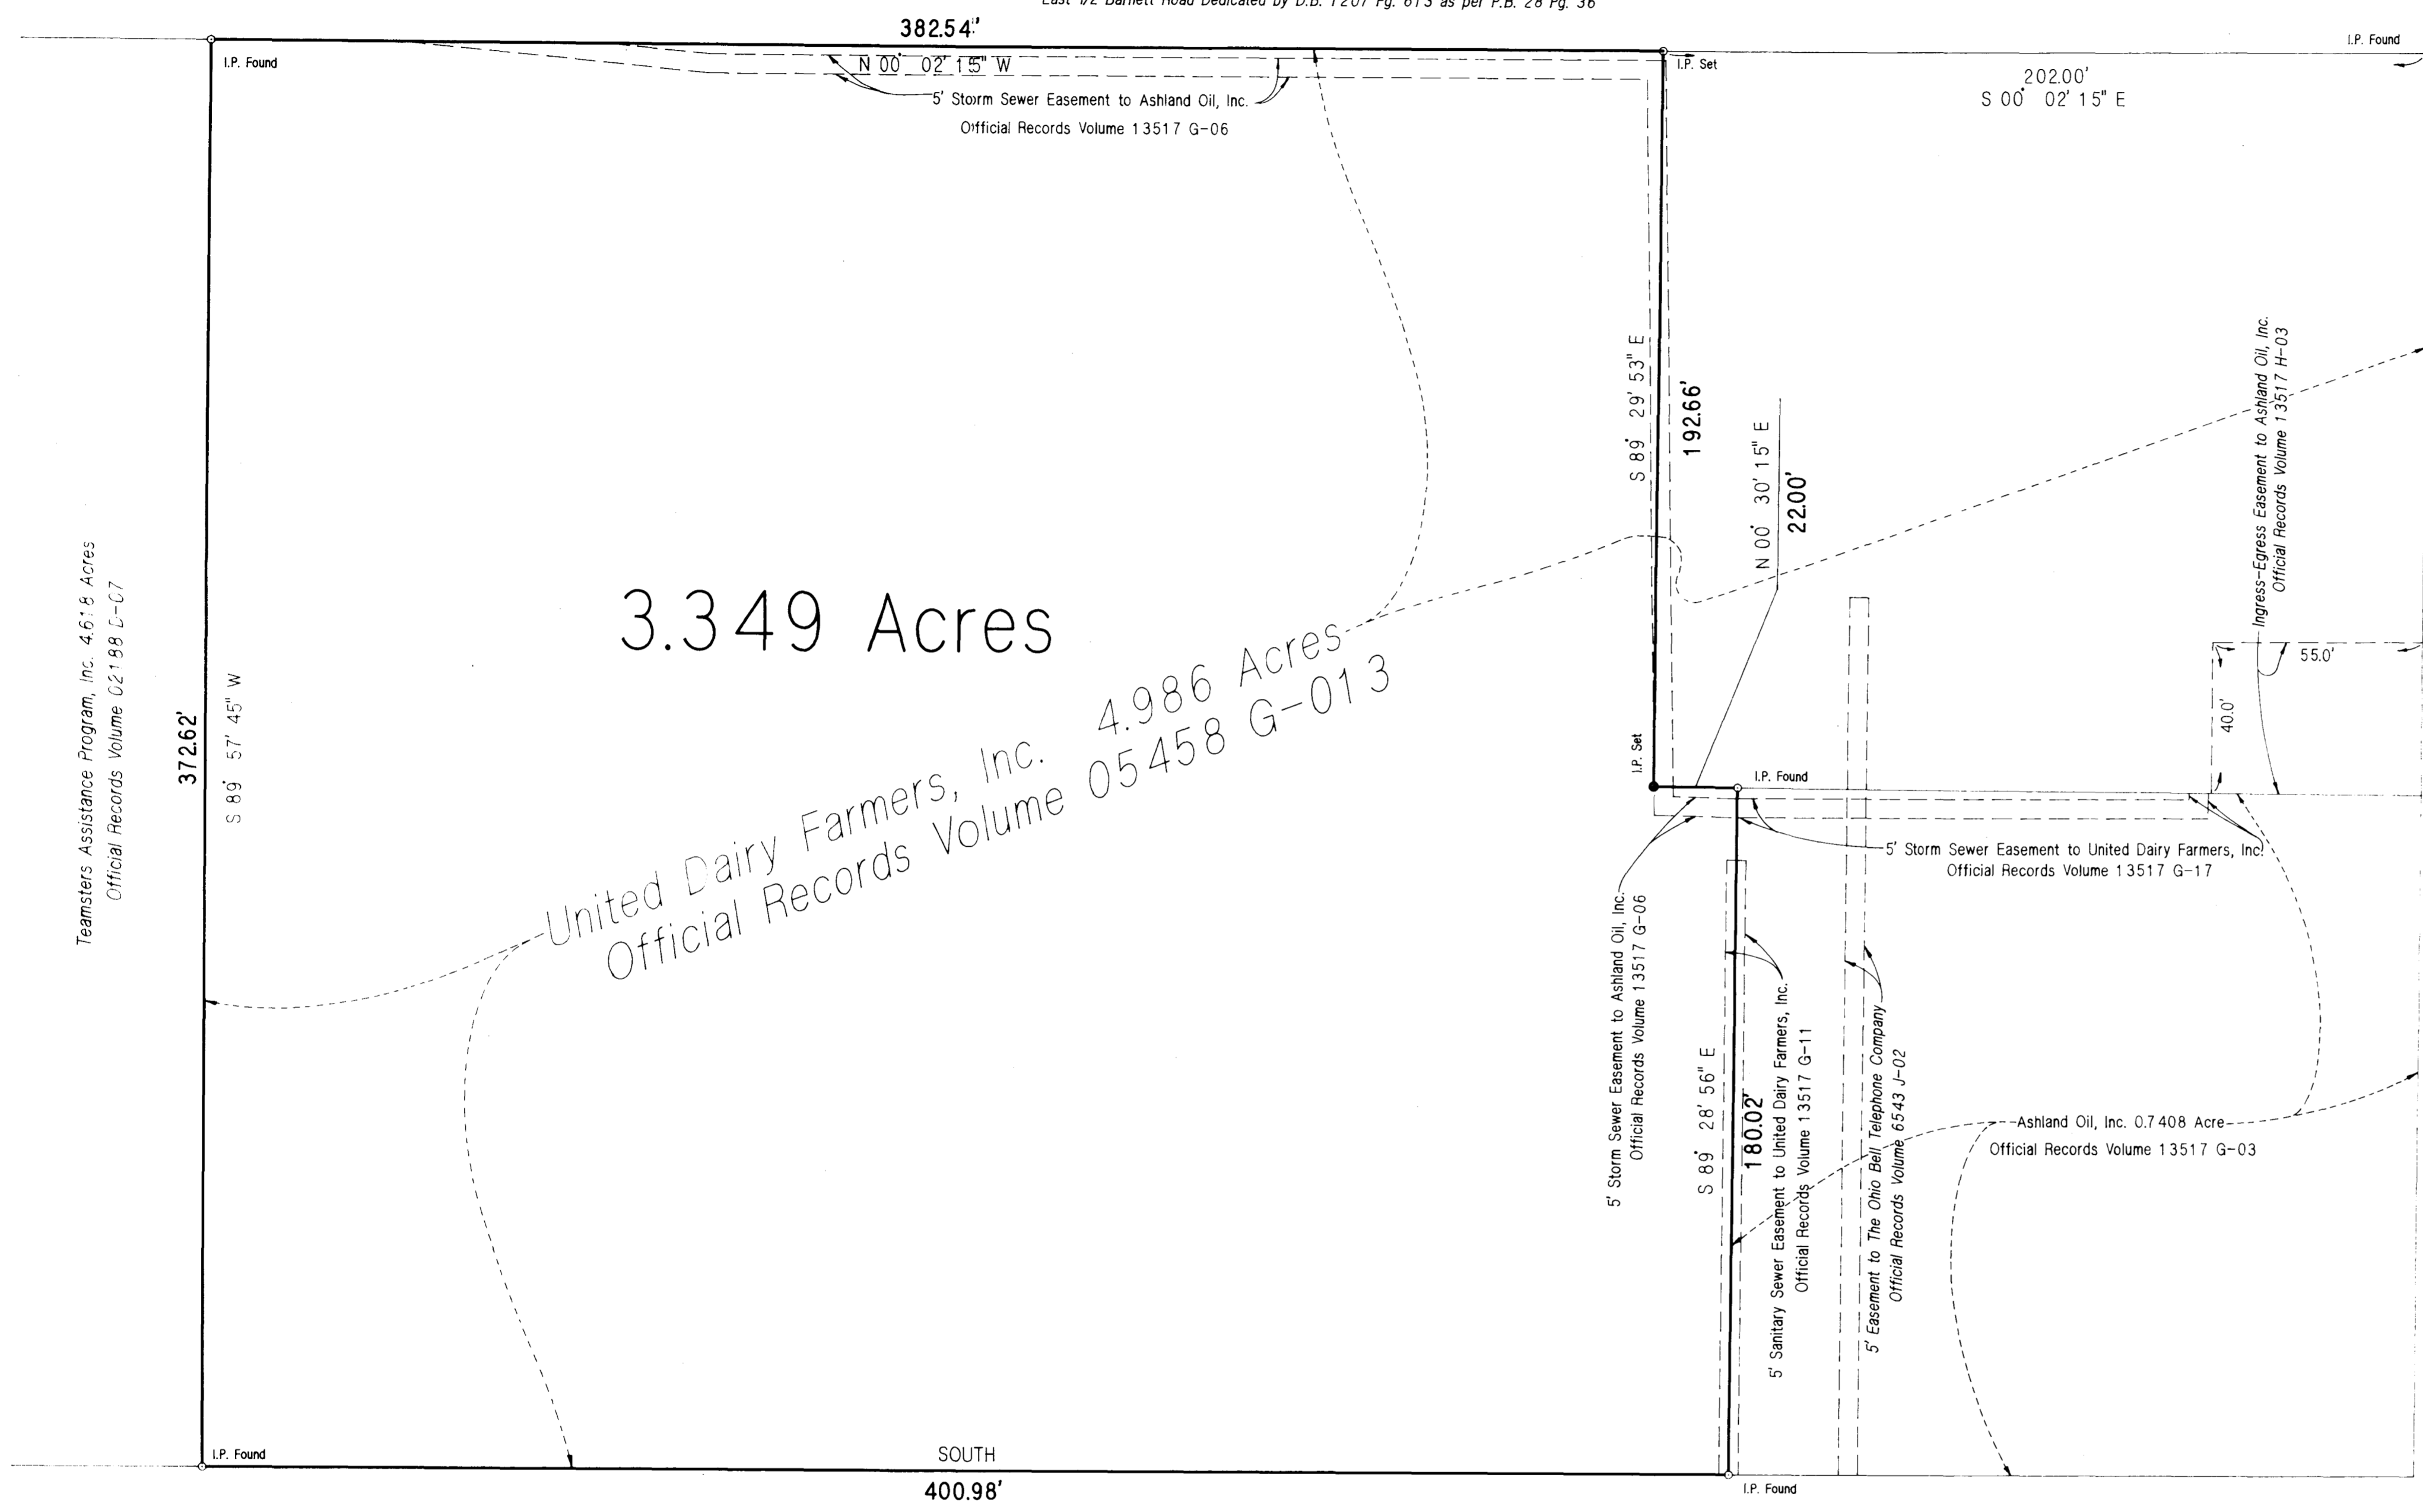 East 1/2 Barnett Road Dedicated by D.B. 1207 Pg. 613 as per P.B. 28 Pg. 36
382.54'
I.P. Found
I.P. Found
N 00° 02' 15" W
I.P. Set
202.00'
S 00° 02' 15" E
5' Storm Sewer Easement to Ashland Oil, Inc.
Official Records Volume 13517 G-06
S 89° 29' 53" E
192.66'
N 00° 30' 15" E
22.00'
Ingress-Egress Easement to Ashland Oil, Inc.
Official Records Volume 13517 H-03
55.0'
40.0'
Teamsters Assistance Program, Inc. 4.618 Acres
Official Records Volume 02188 D-07
372.62'
S 89° 57' 45" W
3.349 Acres
United Dairy Farmers, Inc. 4.986 Acres
Official Records Volume 05458 G-013
I.P. Set
I.P. Found
5' Storm Sewer Easement to United Dairy Farmers, Inc.
Official Records Volume 13517 G-17
5' Storm Sewer Easement to Ashland Oil, Inc.
Official Records Volume 13517 G-06
S 89° 28' 56" E
180.02'
5' Sanitary Sewer Easement to United Dairy Farmers, Inc.
Official Records Volume 13517 G-11
5' Easement to The Ohio Bell Telephone Company
Official Records Volume 6543 J-02
Ashland Oil, Inc. 0.7408 Acre
Official Records Volume 13517 G-03
I.P. Found
SOUTH
400.98'
I.P. Found